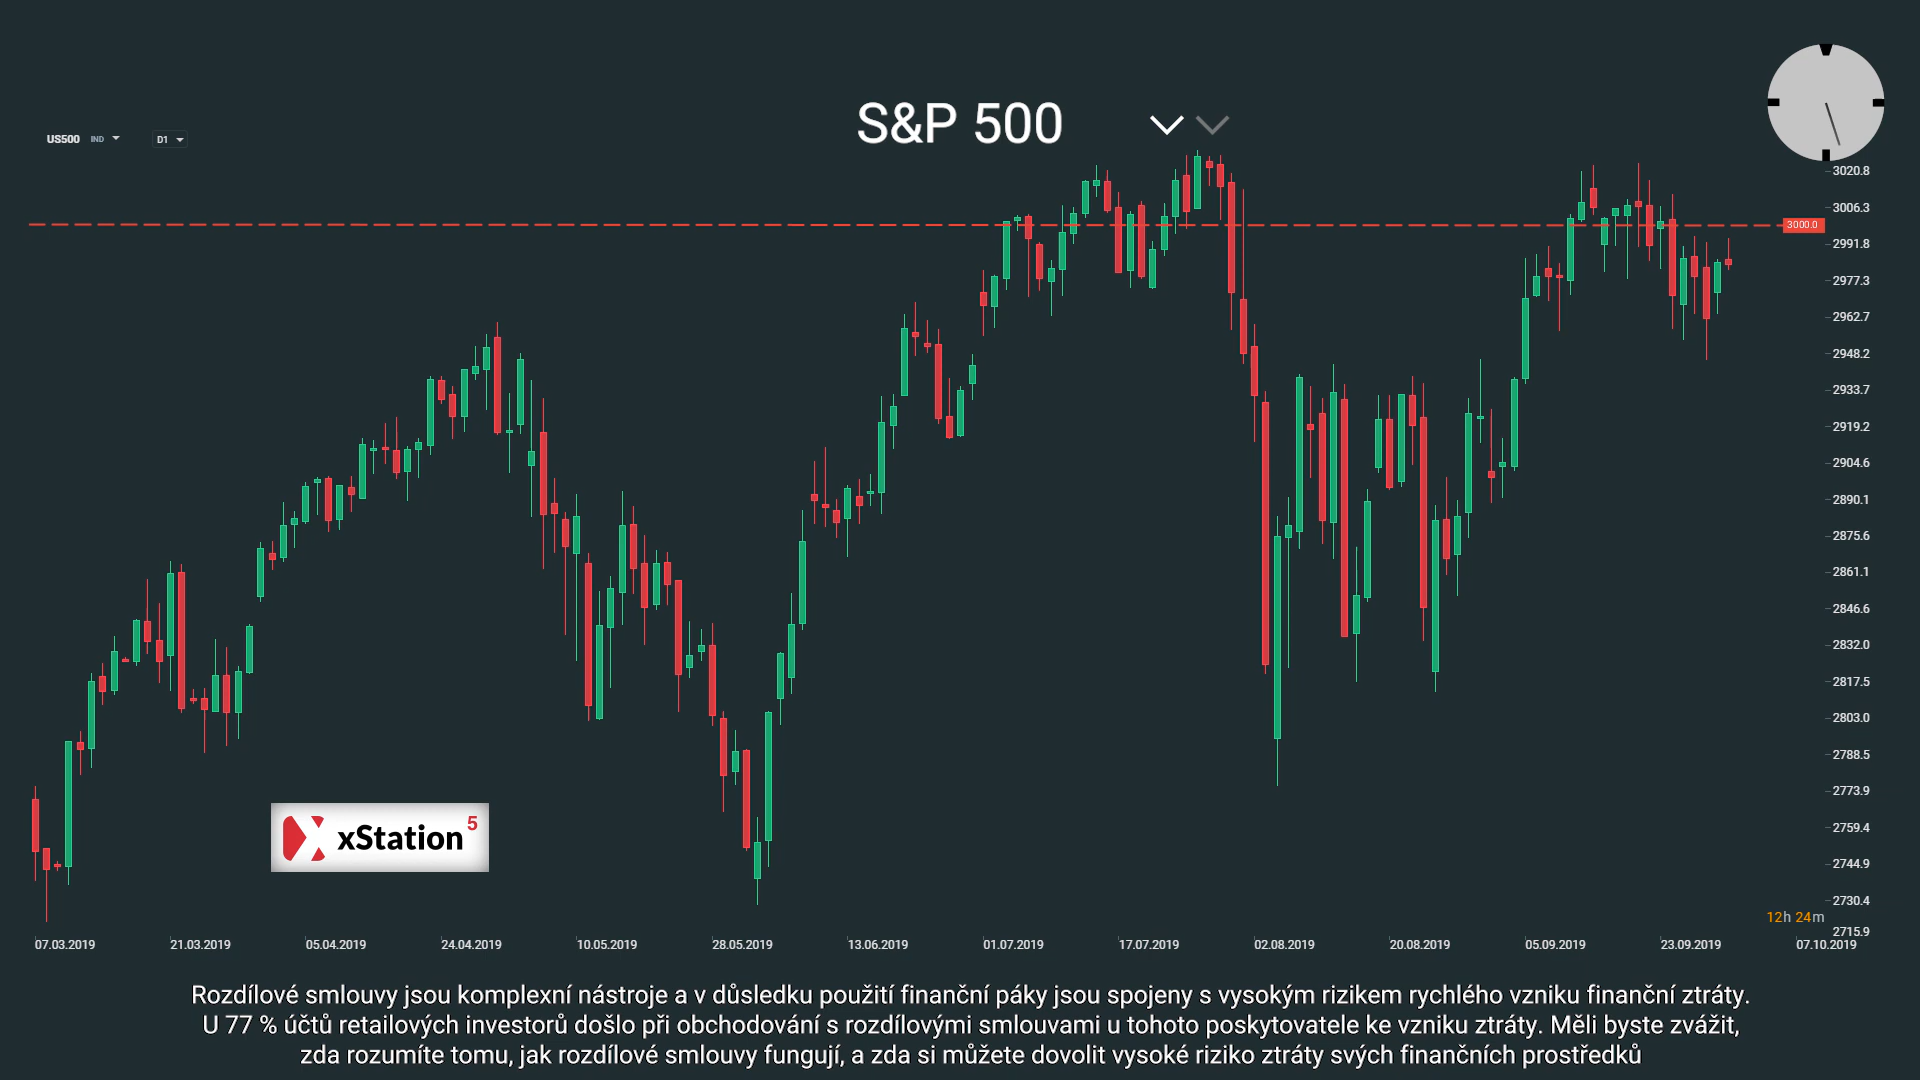 S&P 500
US500 IND D1
3020.8
3006.3
3000.0
2991.8
2977.3
2962.7
2948.2
2933.7
2919.2
2904.6
2890.1
2875.6
2861.1
2846.6
2832.0
2817.5
2803.0
2788.5
2773.9
2759.4
2744.9
2730.4
2715.9
xStation 5
12h 24m
07.03.2019 21.03.2019 05.04.2019 24.04.2019 10.05.2019 28.05.2019 13.06.2019 01.07.2019 17.07.2019 02.08.2019 20.08.2019 05.09.2019 23.09.2019 07.10.2019
Rozdílové smlouvy jsou komplexní nástroje a v důsledku použití finanční páky jsou spojeny s vysokým rizikem rychlého vzniku finanční ztráty.
U 77 % účtů retailových investorů došlo při obchodování s rozdílovými smlouvami u tohoto poskytovatele ke vzniku ztráty. Měli byste zvážit,
zda rozumíte tomu, jak rozdílové smlouvy fungují, a zda si můžete dovolit vysoké riziko ztráty svých finančních prostředků